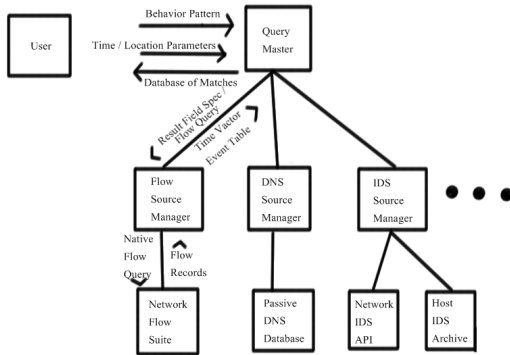 Behavior Pattern
User
Time / Location Parameters
Query
Master
Database of Matches
Result Field Spec /
Flow Query
Time Vactor
Event Table
Flow
Source
Manager
DNS
Source
Manager
IDS
Source
Manager
Native
Flow
Query
Flow
Records
Network
Flow
Suite
Passive
DNS
Database
Network
IDS
API
Host
IDS
Archive